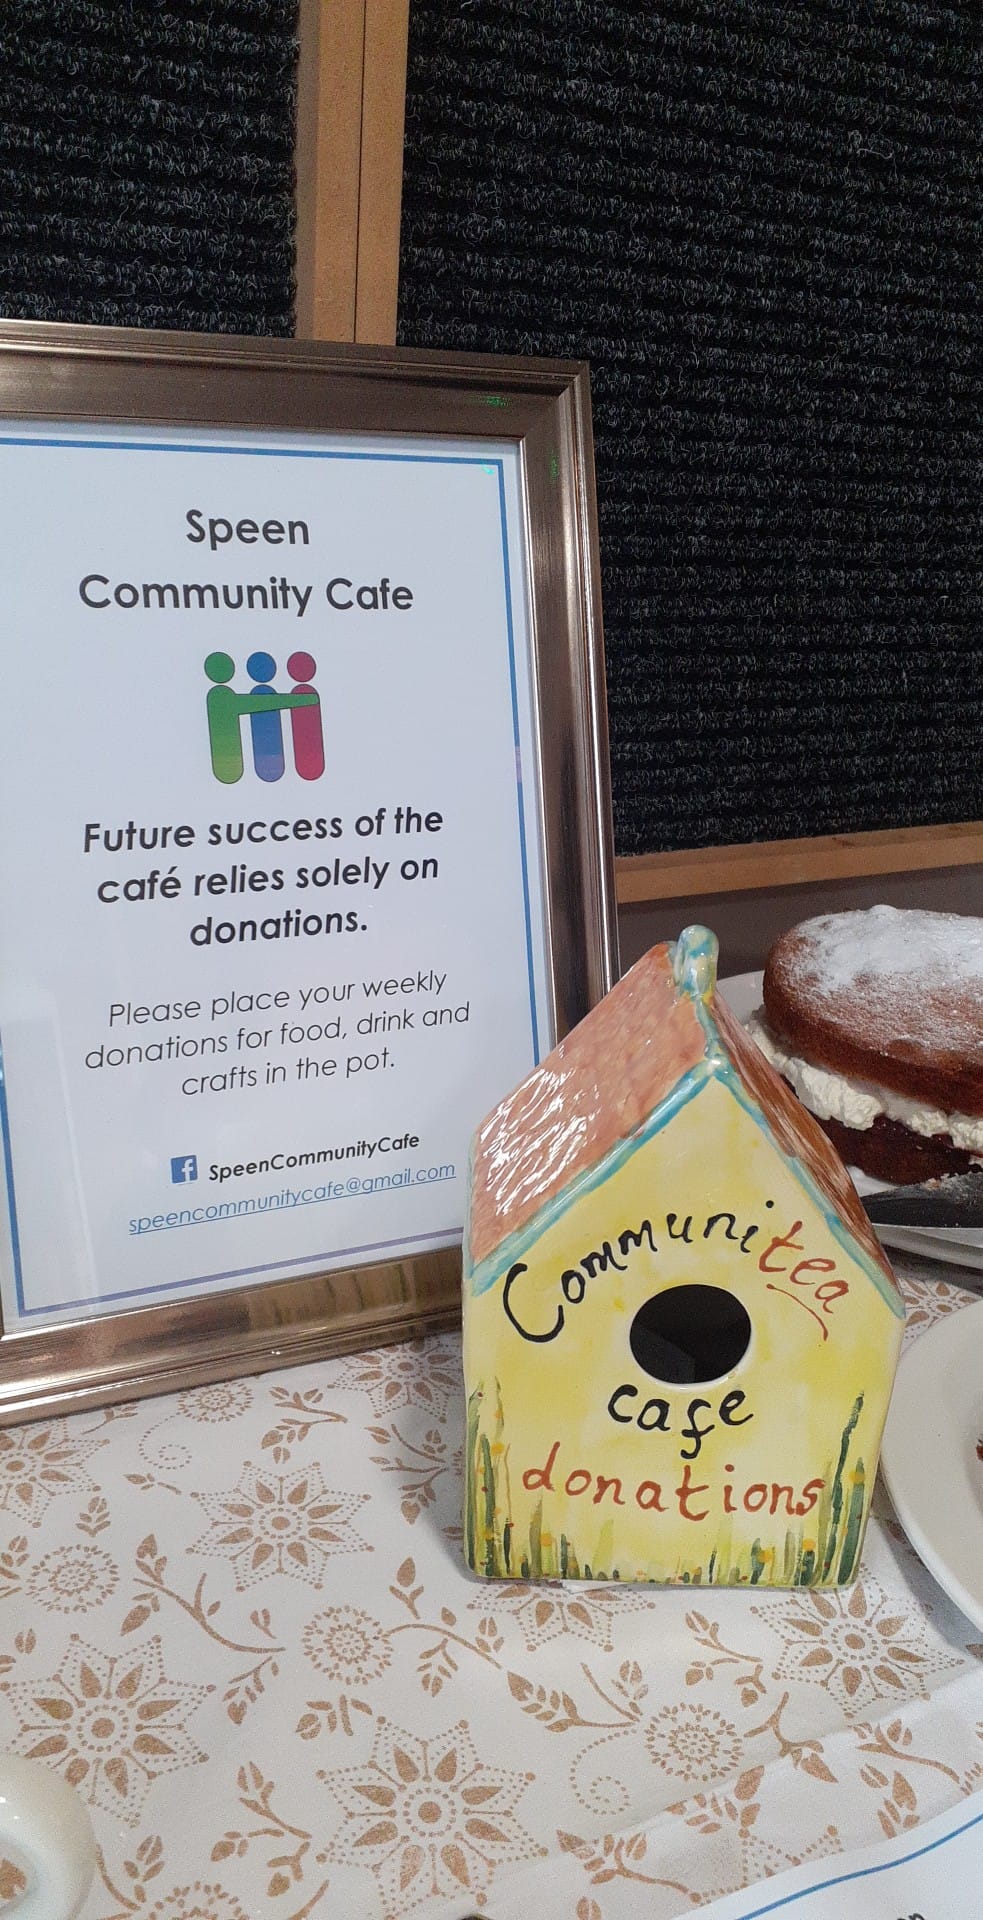 Speen
Community Cafe
Future success of the
café relies solely on
donations.
Please place your weekly
donations for food, drink and
crafts in the pot.
SpeenCommunityCafe
speencommunitycafe@gmail.com
Communitea
cafe
donations